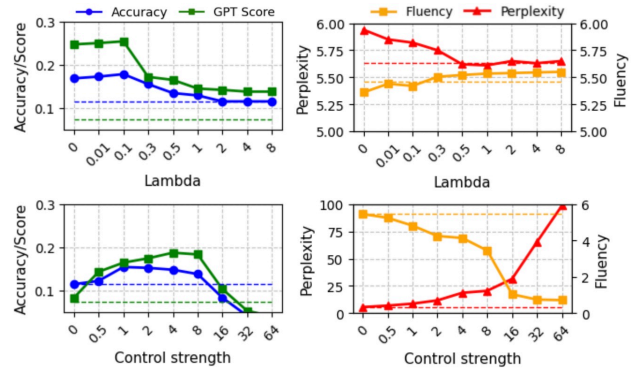 Accuracy GPT Score
Accuracy/Score
0.3
0.2
0.1
0 0.01 0.1 0.3 0.5 1 2 4 8
Lambda
Fluency Perplexity
Perplexity
6.00
5.75
5.50
5.25
5.00
6.00
5.75
5.50
5.25
5.00
Fluency
0 0.01 0.1 0.3 0.5 1 2 4 8
Lambda
Accuracy/Score
0.3
0.2
0.1
0 0.5 1 2 4 8 16 32 64
Control strength
Perplexity
100
75
50
25
0
6
4
2
0
Fluency
0 0.5 1 2 4 8 16 32 64
Control strength